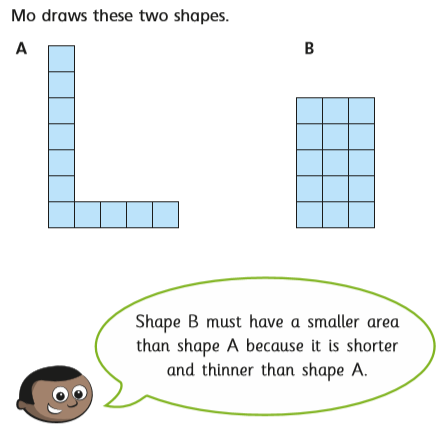 Mo draws these two shapes.
A
B
Shape B must have a smaller area
than shape A because it is shorter
and thinner than shape A.